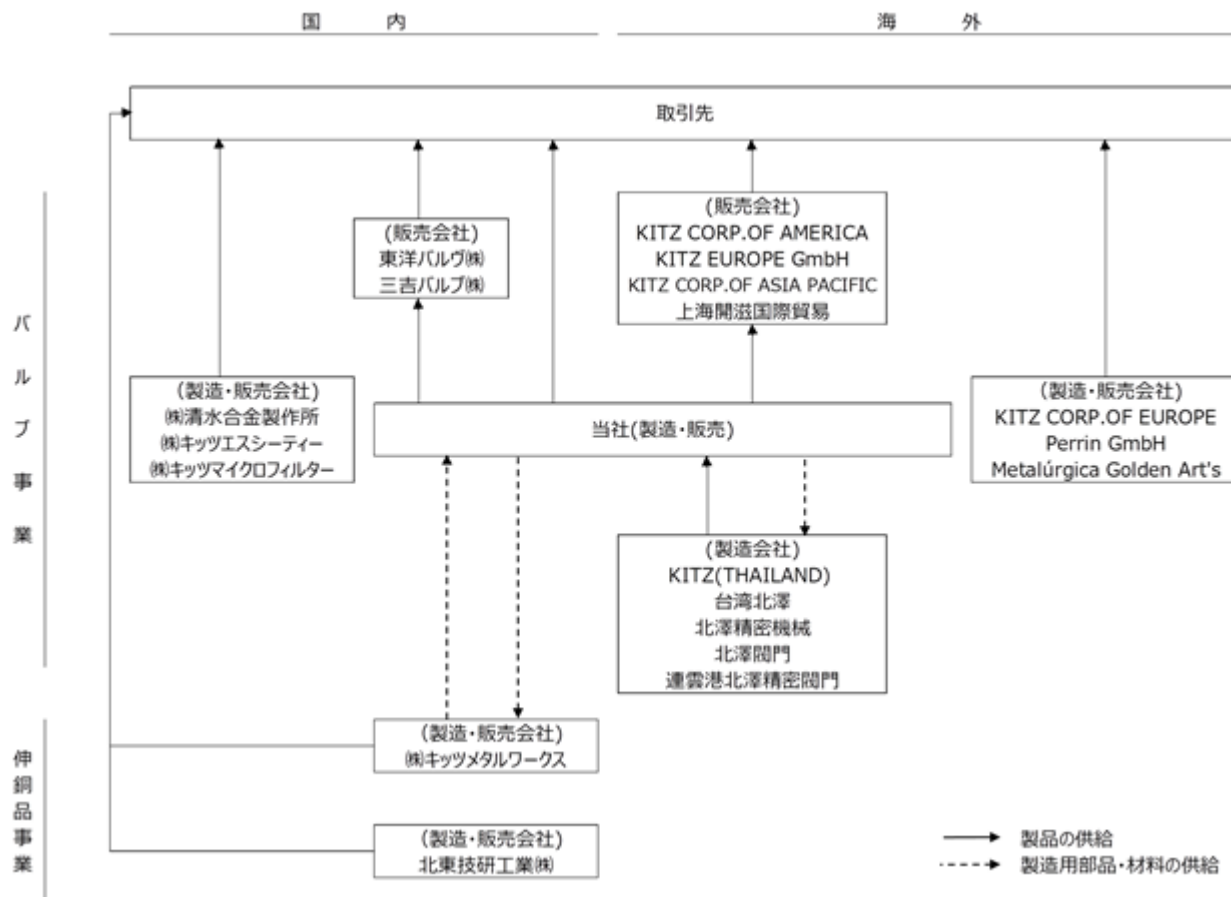 国 内
海 外
取引先
(販売会社)
東洋バルヴ㈱
三吉バルブ㈱
(販売会社)
KITZ CORP.OF AMERICA
KITZ EUROPE GmbH
KITZ CORP.OF ASIA PACIFIC
上海開滋国際貿易
バルブ事業
(製造・販売会社)
㈱清水合金製作所
㈱キッツエスシーティー
㈱キッツマイクロフィルター
当社(製造・販売)
(製造・販売会社)
KITZ CORP.OF EUROPE
Perrin GmbH
Metalúrgica Golden Art's
(製造会社)
KITZ(THAILAND)
台湾北澤
北澤精密機械
北澤閥門
連雲港北澤精密閥門
伸銅品事業
(製造・販売会社)
㈱キッツメタルワークス
(製造・販売会社)
北東技研工業㈱
製品の供給
製造用部品・材料の供給